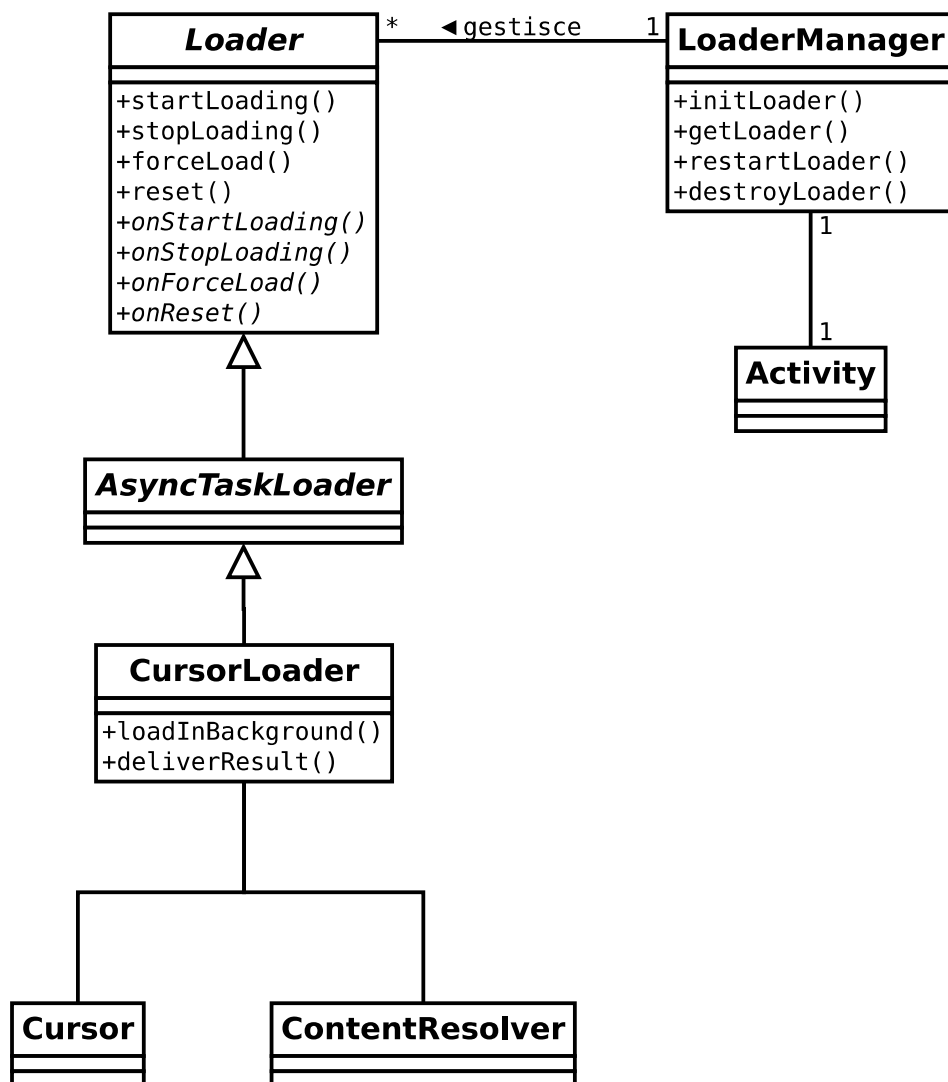 Loader
* ◄ gestisce 1
LoaderManager
+startLoading()
+stopLoading()
+forceLoad()
+reset()
+onStartLoading()
+onStopLoading()
+onForceLoad()
+onReset()
+initLoader()
+getLoader()
+restartLoader()
+destroyLoader()
1
1
Activity
AsyncTaskLoader
CursorLoader
+loadInBackground()
+deliverResult()
Cursor
ContentResolver